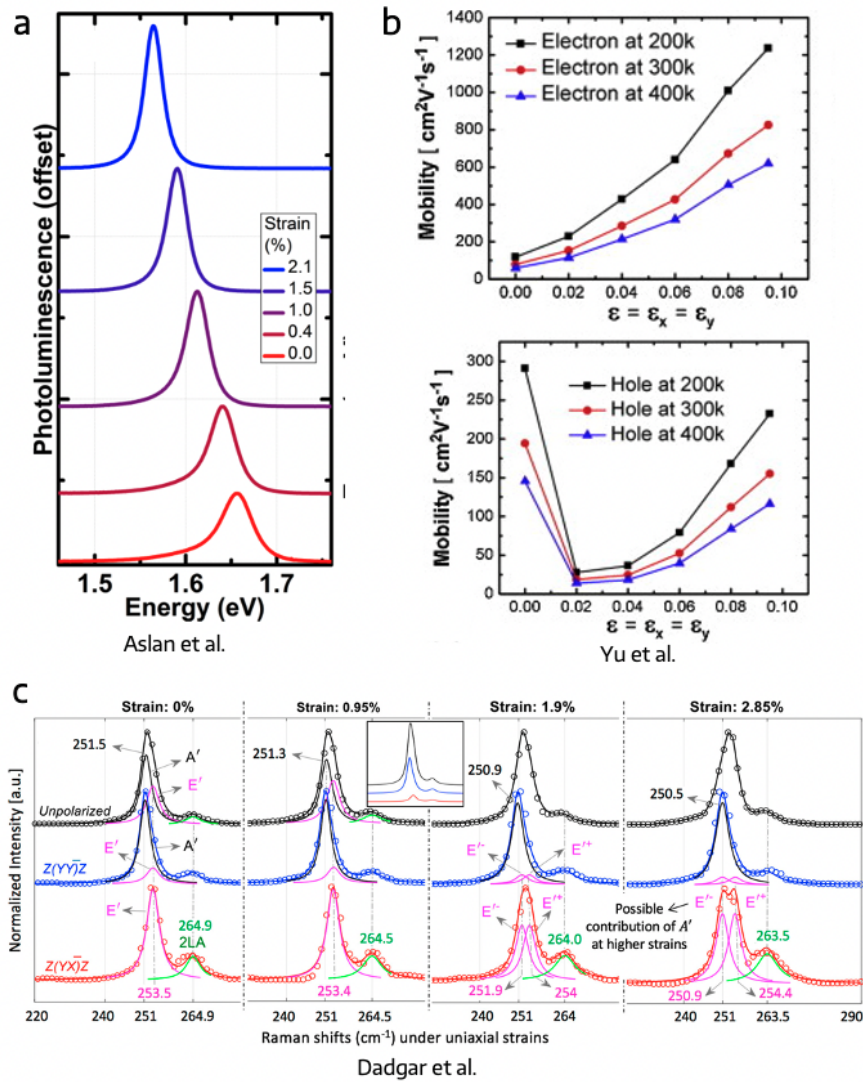 a
Photoluminescence (offset)
Strain
(%)
2.1
1.5
1.0
0.4
0.0
1.5 1.6 1.7
Energy (eV)
Aslan et al.
b
Mobility [ cm²V⁻¹s⁻¹ ]
1400
1200
1000
800
600
400
200
0
Electron at 200k
Electron at 300k
Electron at 400k
0.00 0.02 0.04 0.06 0.08 0.10
ε = εₓ = εᵧ
Mobility [ cm²V⁻¹s⁻¹ ]
300
250
200
150
100
50
0
Hole at 200k
Hole at 300k
Hole at 400k
0.00 0.02 0.04 0.06 0.08 0.10
ε = εₓ = εᵧ
Yu et al.
c
Normalized Intensity [a.u.]
Strain: 0% Strain: 0.95% Strain: 1.9% Strain: 2.85%
251.5 A′ E′ 251.3 250.9 250.5
Unpolarized
E′ A′ E′⁻ E′⁺
Z(YY)Z̅
E′ 264.9 264.5 E′⁻ E′⁺ 264.0 Possible E′⁻ E′⁺ 263.5
2LA contribution of A′
at higher strains
Z(YX)Z̅
253.5 253.4 251.9 254 250.9 254.4
220 240 251 264.9 240 251 264.5 240 251 264 240 251 263.5 290
Raman shifts (cm⁻¹) under uniaxial strains
Dadgar et al.